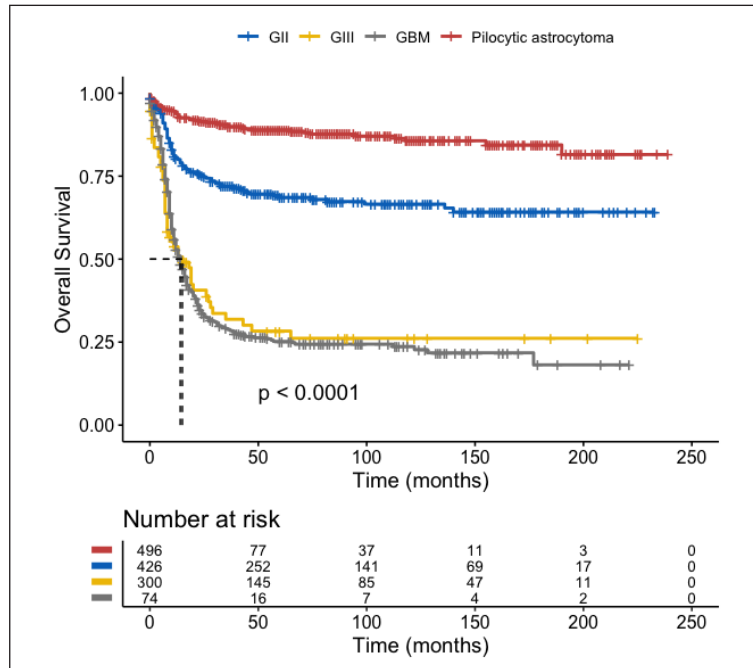 GII GIII GBM Pilocytic astrocytoma
1.00
0.75
0.50
0.25
0.00
Overall Survival
p < 0.0001
0 50 100 150 200 250
Time (months)
Number at risk
496 77 37 11 3 0
426 252 141 69 17 0
300 145 85 47 11 0
74 16 7 4 2 0
0 50 100 150 200 250
Time (months)